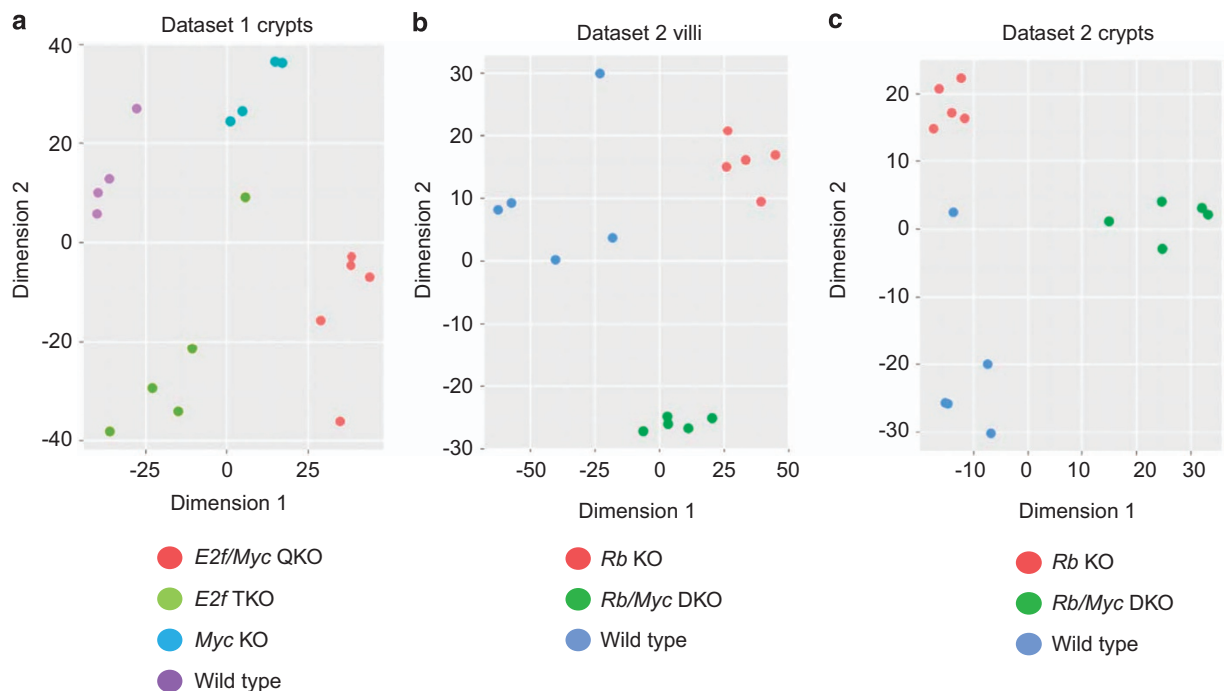 a
Dataset 1 crypts
40
20
0
-20
-40
Dimension 2
-25
0
25
Dimension 1
E2f/Myc QKO
E2f TKO
Myc KO
Wild type
b
Dataset 2 villi
30
20
10
0
-10
-20
-30
Dimension 2
-50
-25
0
25
50
Dimension 1
Rb KO
Rb/Myc DKO
Wild type
c
Dataset 2 crypts
20
10
0
-10
-20
-30
Dimension 2
-10
0
10
20
30
Dimension 1
Rb KO
Rb/Myc DKO
Wild type